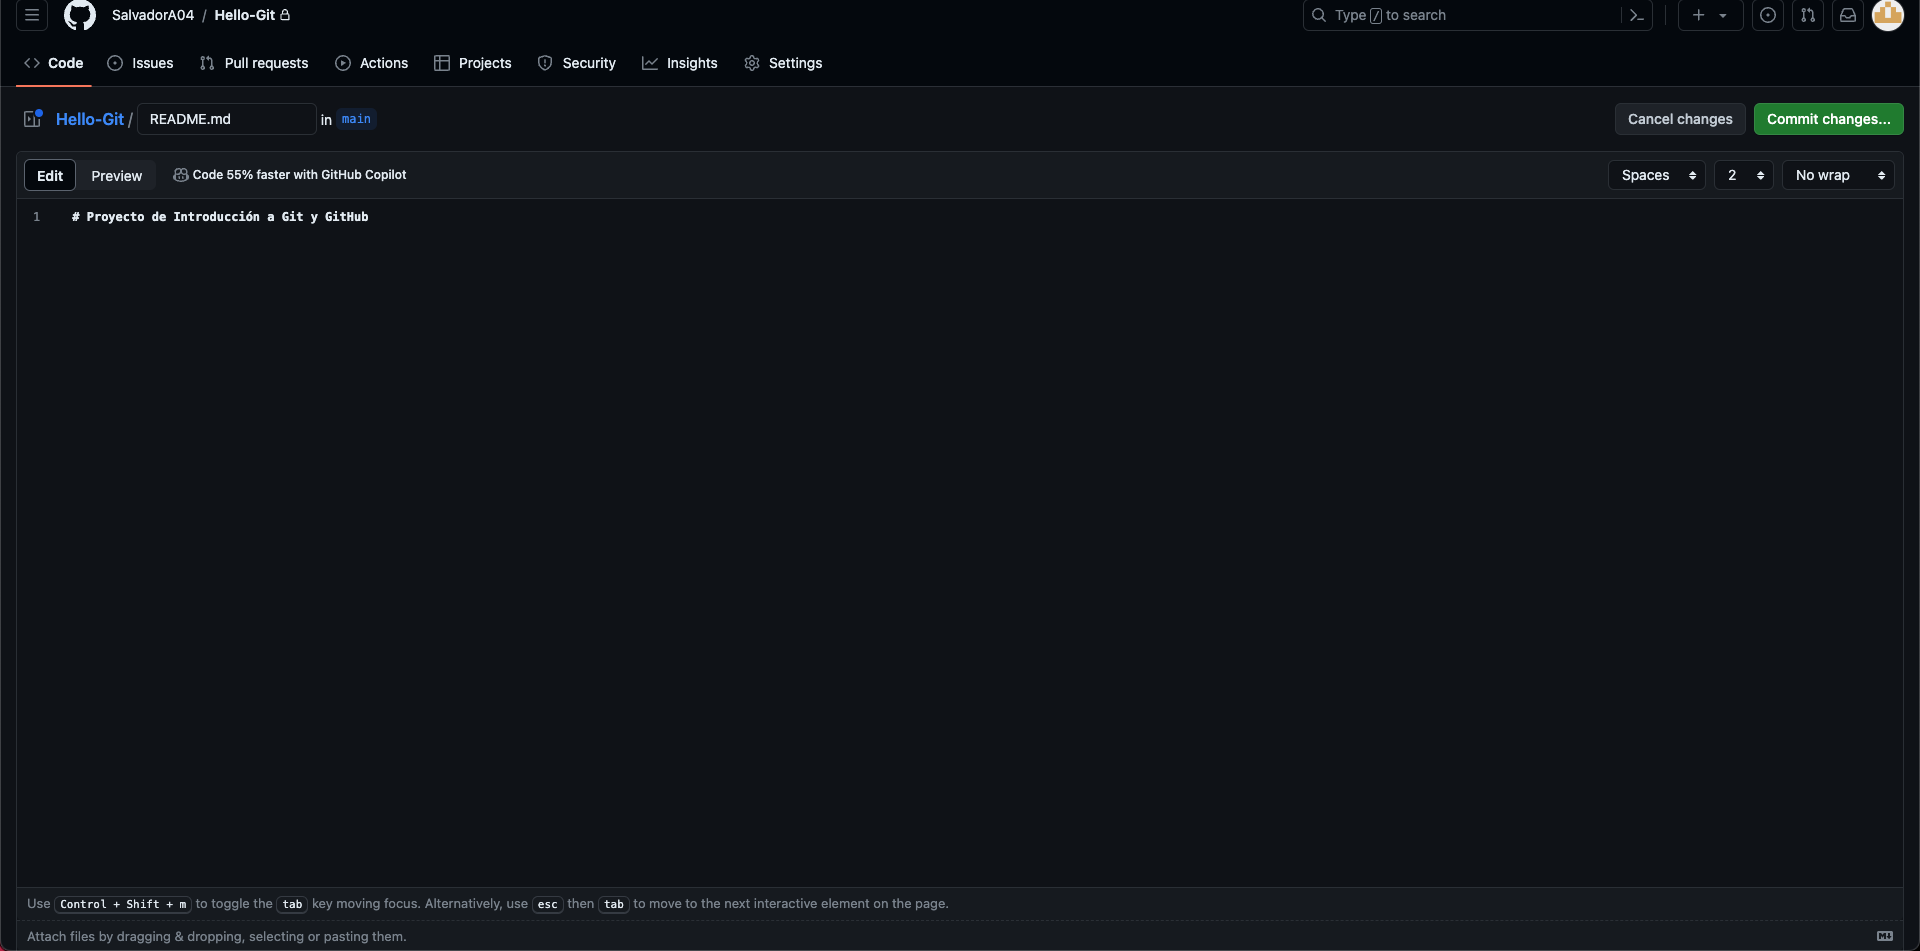 SalvadorA04 / Hello-Git
Type / to search
Code Issues Pull requests Actions Projects Security Insights Settings
Hello-Git / README.md in main
Cancel changes Commit changes...
Edit Preview Code 55% faster with GitHub Copilot
Spaces 2 No wrap
1 # Proyecto de Introducción a Git y GitHub
Use Control + Shift + m to toggle the tab key moving focus. Alternatively, use esc then tab to move to the next interactive element on the page.
Attach files by dragging & dropping, selecting or pasting them.